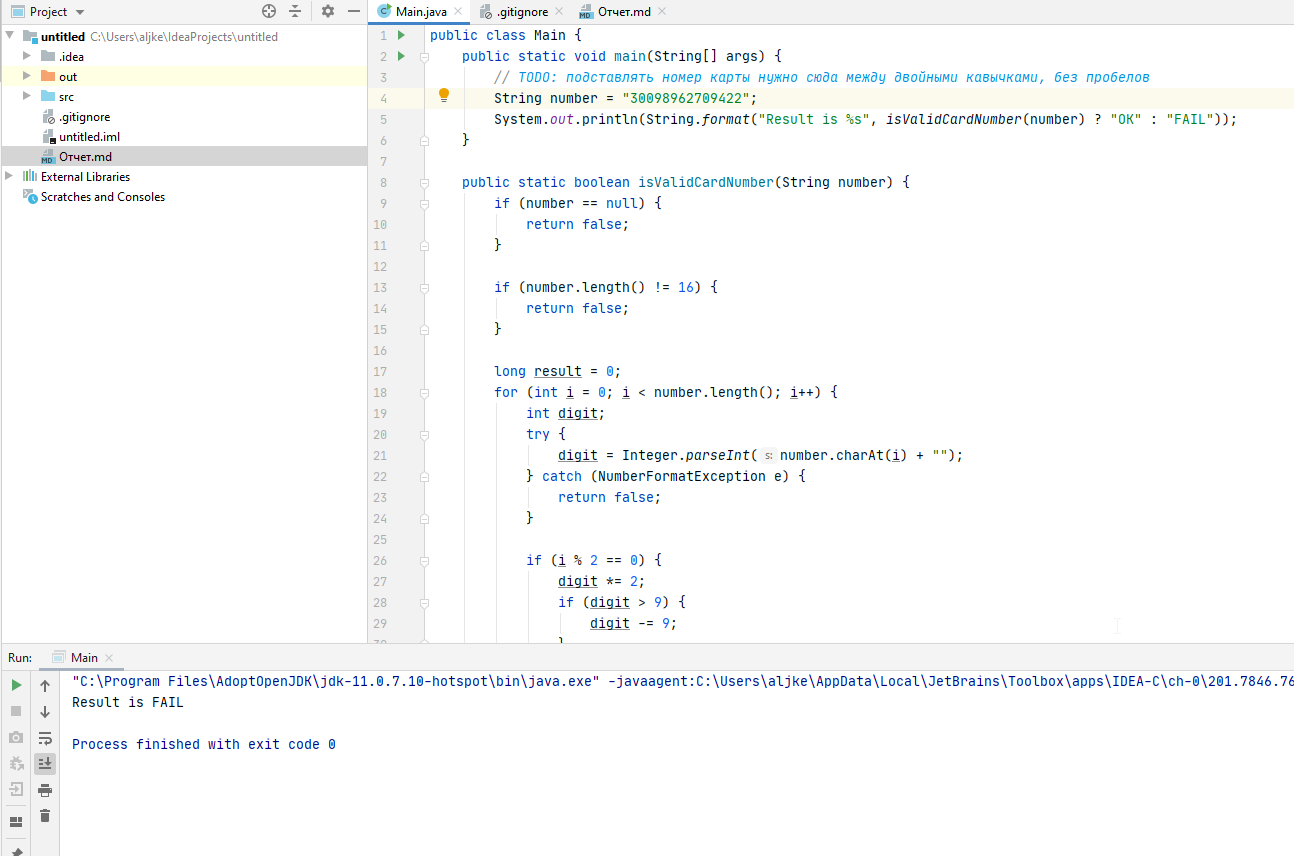 Project
Main.java
.gitignore
Отчет.md
untitled C:\Users\aljke\IdeaProjects\untitled
.idea
out
src
.gitignore
untitled.iml
Отчет.md
External Libraries
Scratches and Consoles
1 public class Main {
2 public static void main(String[] args) {
3 // TODO: подставлять номер карты нужно сюда между двойными кавычками, без пробелов
4 String number = "30098962709422";
5 System.out.println(String.format("Result is %s", isValidCardNumber(number) ? "OK" : "FAIL"));
6 }
7
8 public static boolean isValidCardNumber(String number) {
9 if (number == null) {
10 return false;
11 }
12
13 if (number.length() != 16) {
14 return false;
15 }
16
17 long result = 0;
18 for (int i = 0; i < number.length(); i++) {
19 int digit;
20 try {
21 digit = Integer.parseInt( s: number.charAt(i) + "");
22 } catch (NumberFormatException e) {
23 return false;
24 }
25
26 if (i % 2 == 0) {
27 digit *= 2;
28 if (digit > 9) {
29 digit -= 9;
}
Run: Main
"C:\Program Files\AdoptOpenJDK\jdk-11.0.7.10-hotspot\bin\java.exe" -javaagent:C:\Users\aljke\AppData\Local\JetBrains\Toolbox\apps\IDEA-C\ch-0\201.7846.76
Result is FAIL
Process finished with exit code 0